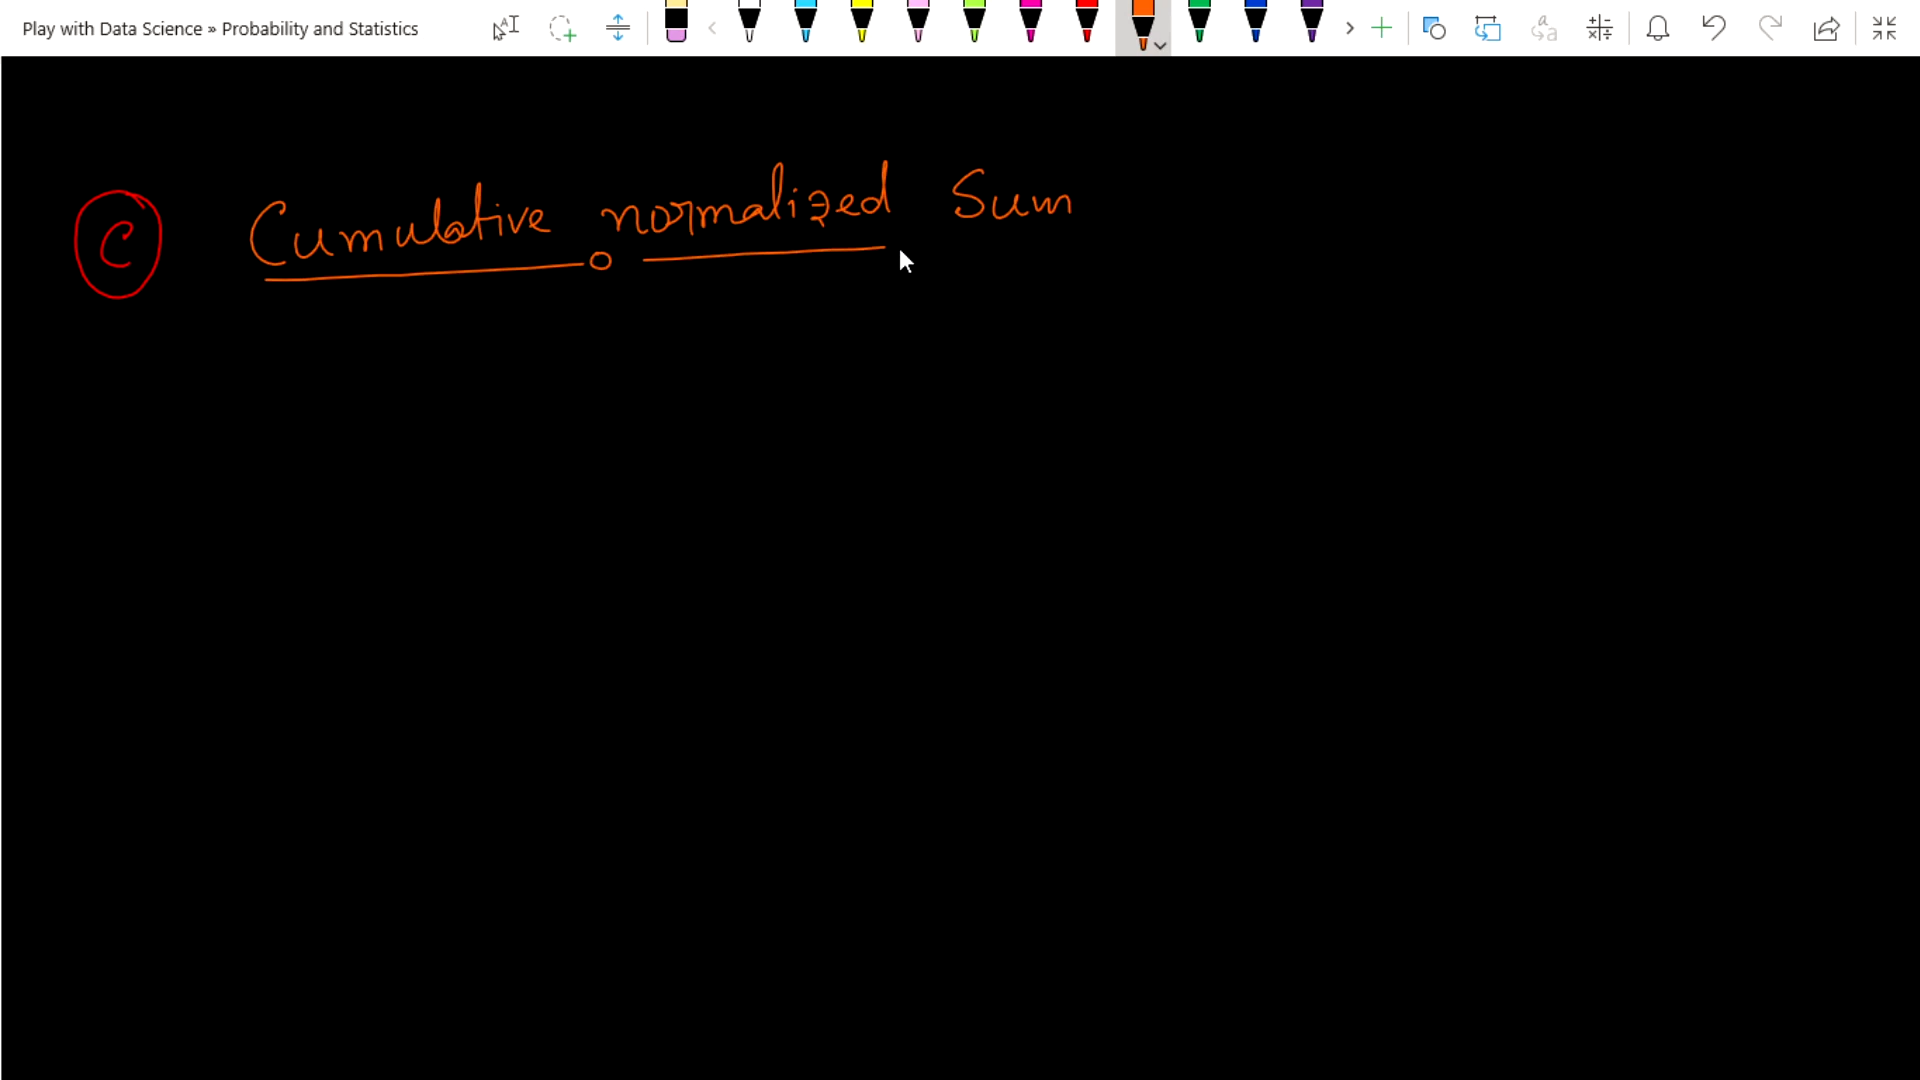 Play with Data Science » Probability and Statistics
C Cumulative normalized Sum